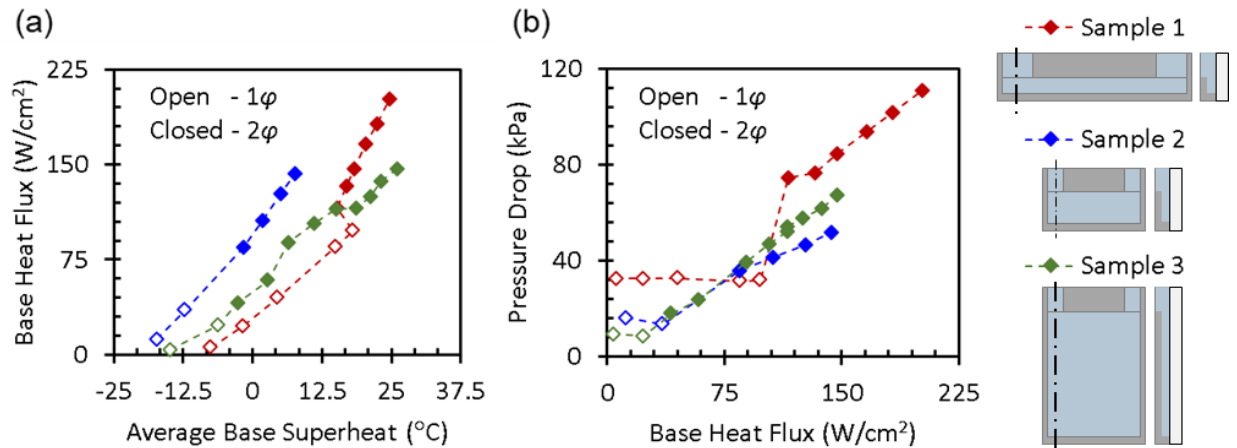 (a)
Base Heat Flux (W/cm²)
225
150
75
0
Open - 1φ
Closed - 2φ
-25 -12.5 0 12.5 25 37.5
Average Base Superheat (°C)
(b)
Pressure Drop (kPa)
120
80
40
0
Open - 1φ
Closed - 2φ
0 75 150 225
Base Heat Flux (W/cm²)
Sample 1
Sample 2
Sample 3